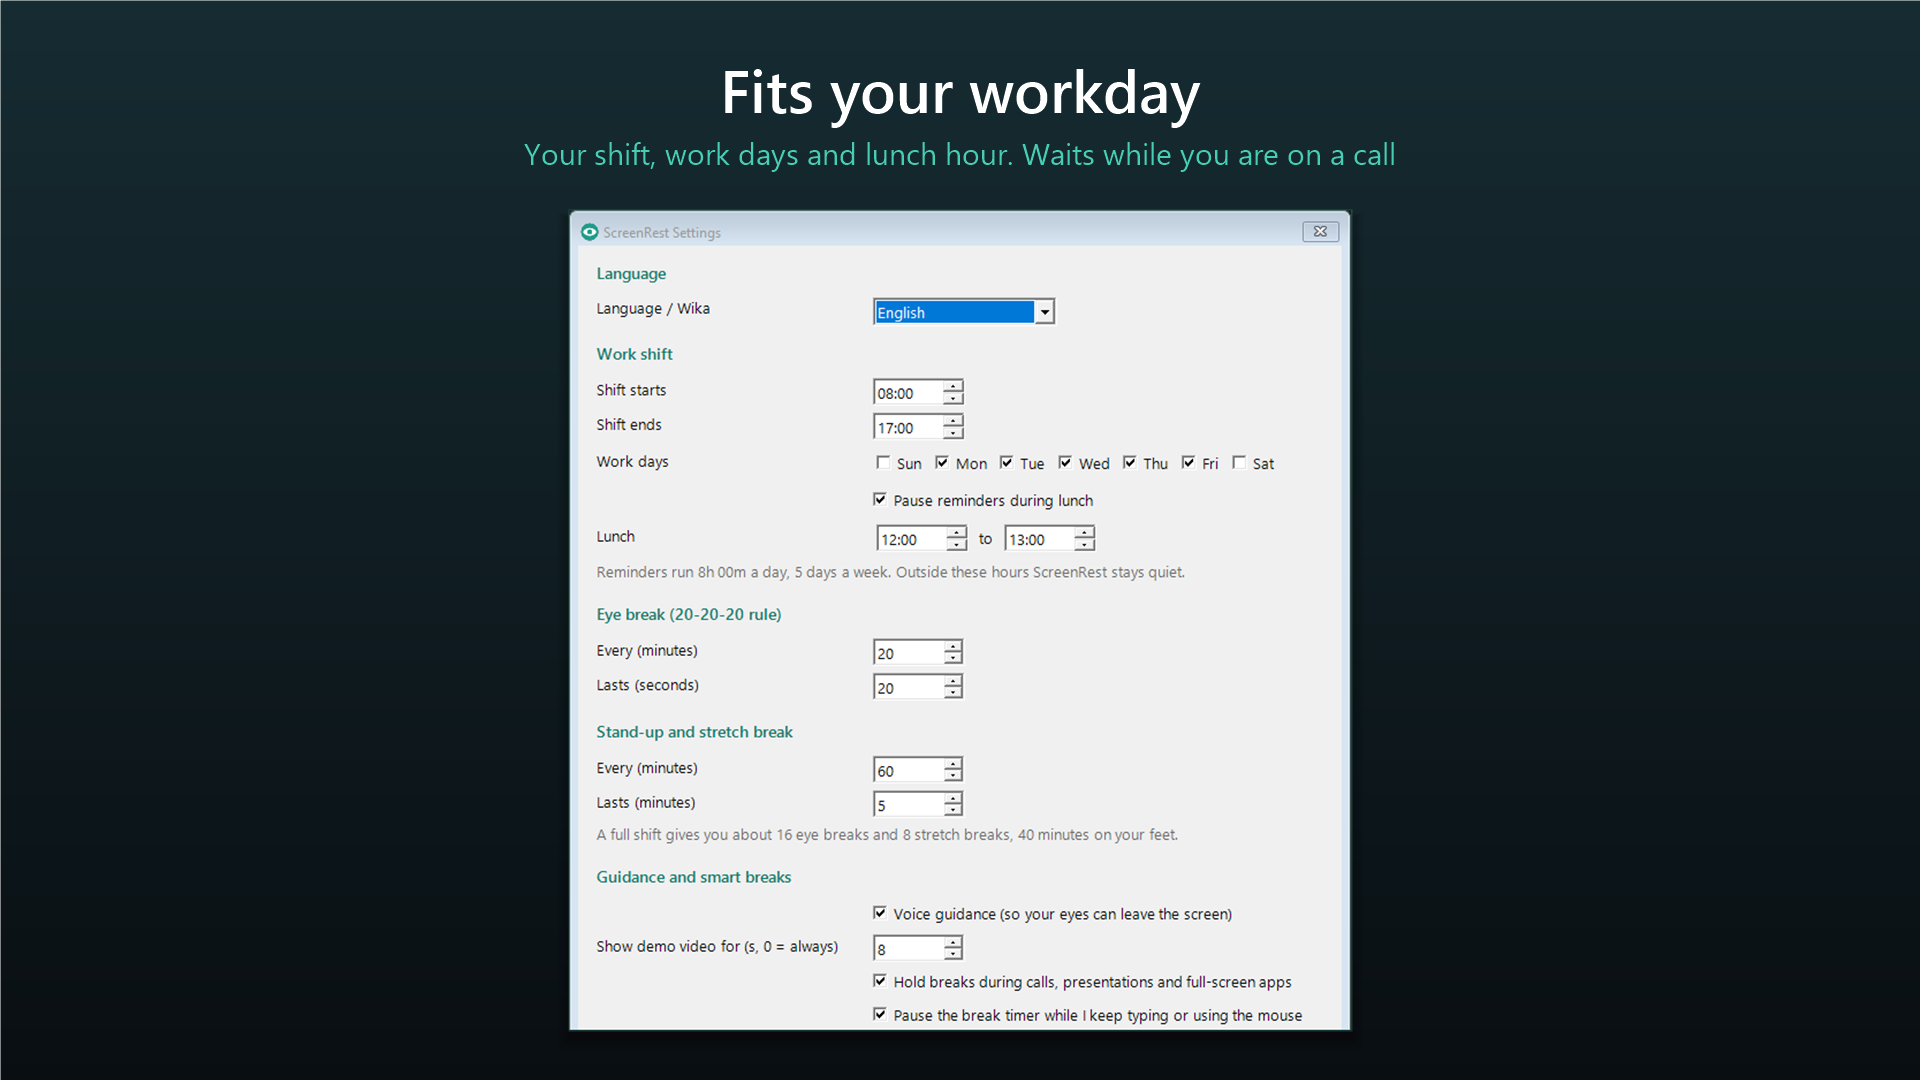 Fits your workday
Your shift, work days and lunch hour. Waits while you are on a call
ScreenRest Settings
Language
Language / Wika
English
Work shift
Shift starts
08:00
Shift ends
17:00
Work days
Sun Mon Tue Wed Thu Fri Sat
Pause reminders during lunch
Lunch
12:00 to 13:00
Reminders run 8h 00m a day, 5 days a week. Outside these hours ScreenRest stays quiet.
Eye break (20-20-20 rule)
Every (minutes)
20
Lasts (seconds)
20
Stand-up and stretch break
Every (minutes)
60
Lasts (minutes)
5
A full shift gives you about 16 eye breaks and 8 stretch breaks, 40 minutes on your feet.
Guidance and smart breaks
Voice guidance (so your eyes can leave the screen)
Show demo video for (s, 0 = always)
8
Hold breaks during calls, presentations and full-screen apps
Pause the break timer while I keep typing or using the mouse